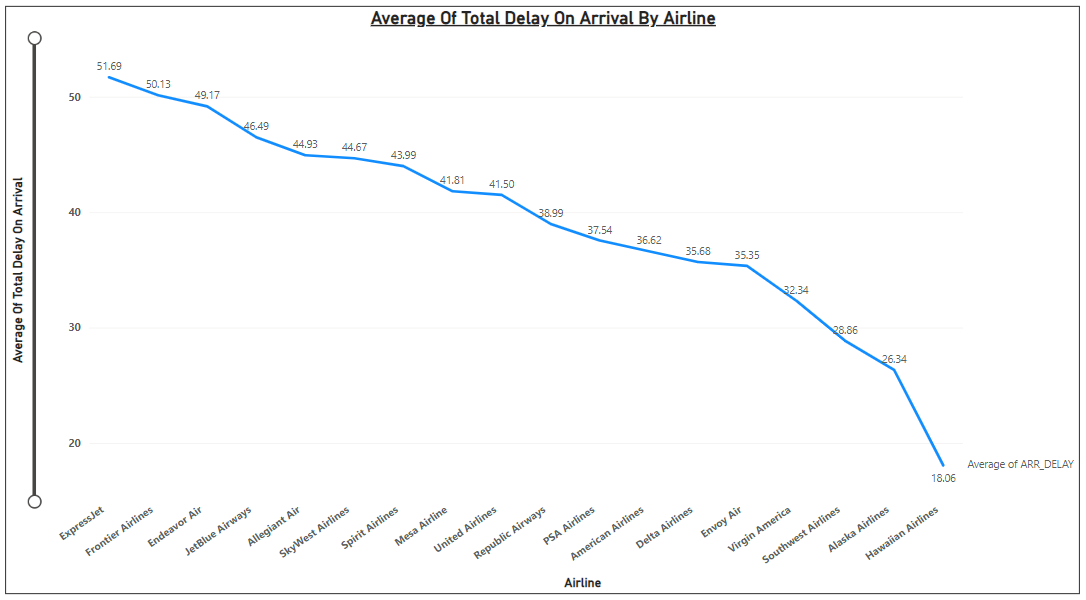 Average Of Total Delay On Arrival By Airline
51.69
50.13
49.17
46.49
44.93
44.67
43.99
41.81
41.50
38.99
37.54
36.62
35.68
35.35
32.34
28.86
26.34
18.06
50
40
30
20
Average Of Total Delay On Arrival
Average of ARR_DELAY
ExpressJet
Frontier Airlines
Endeavor Air
JetBlue Airways
Allegiant Air
SkyWest Airlines
Spirit Airlines
Mesa Airline
United Airlines
Republic Airways
PSA Airlines
American Airlines
Delta Airlines
Envoy Air
Virgin America
Southwest Airlines
Alaska Airlines
Hawaiian Airlines
Airline